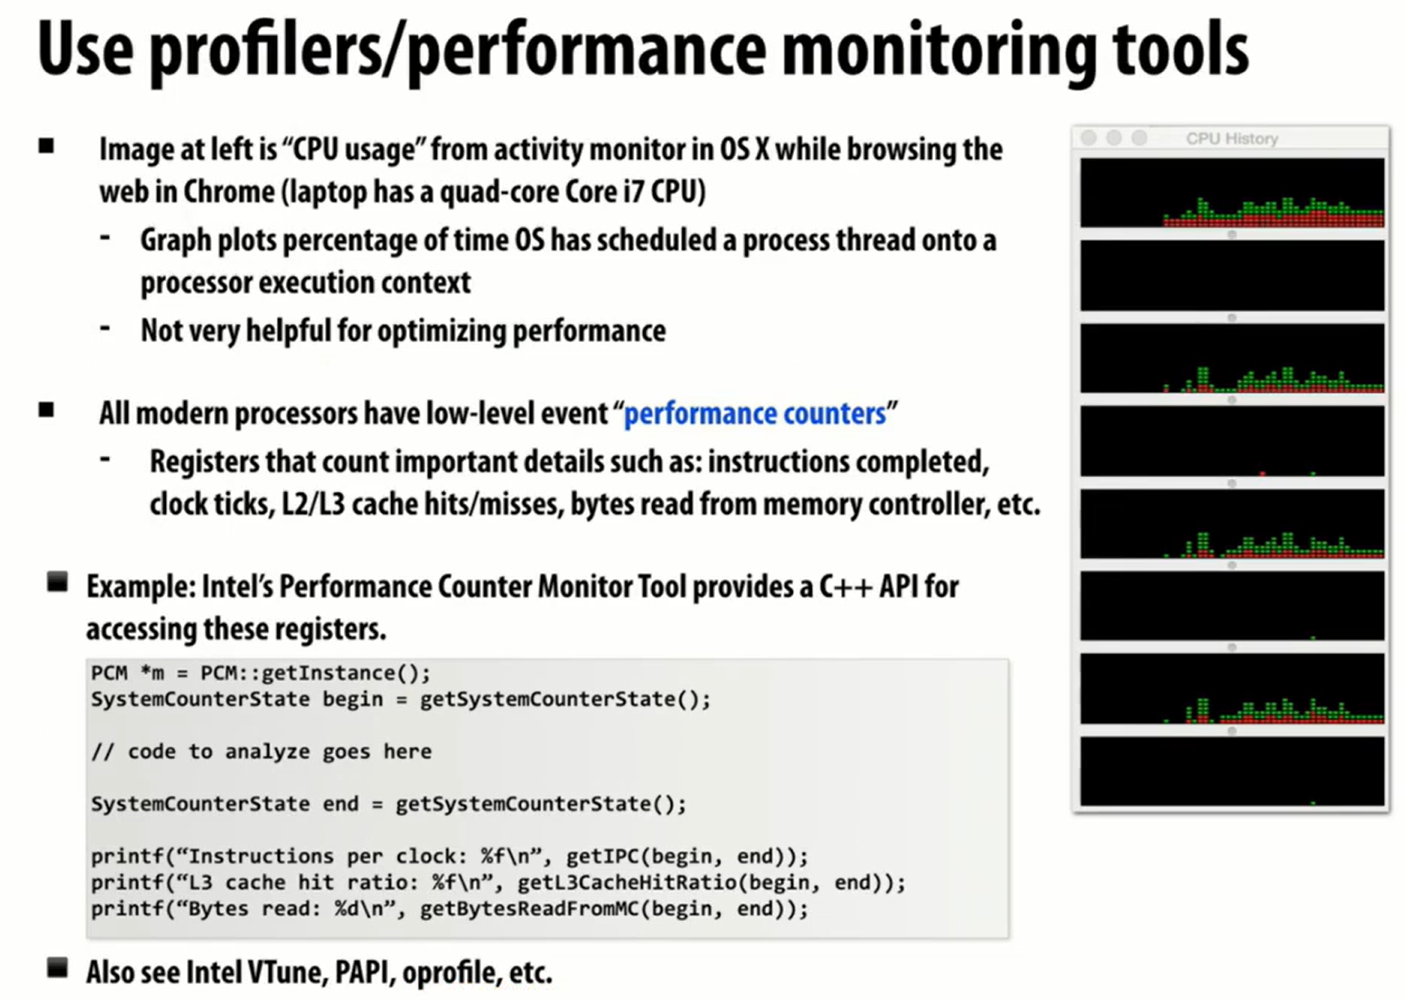 Use profilers/performance monitoring tools
Image at left is “CPU usage” from activity monitor in OS X while browsing the
web in Chrome (laptop has a quad-core Core i7 CPU)
- Graph plots percentage of time OS has scheduled a process thread onto a
processor execution context
- Not very helpful for optimizing performance
All modern processors have low-level event “performance counters”
- Registers that count important details such as: instructions completed,
clock ticks, L2/L3 cache hits/misses, bytes read from memory controller, etc.
Example: Intel’s Performance Counter Monitor Tool provides a C++ API for
accessing these registers.
PCM *m = PCM::getInstance();
SystemCounterState begin = getSystemCounterState();
// code to analyze goes here
SystemCounterState end = getSystemCounterState();
printf(“Instructions per clock: %f\n”, getIPC(begin, end));
printf(“L3 cache hit ratio: %f\n”, getL3CacheHitRatio(begin, end));
printf(“Bytes read: %d\n”, getBytesReadFromMC(begin, end));
Also see Intel VTune, PAPI, oprofile, etc.
CPU History